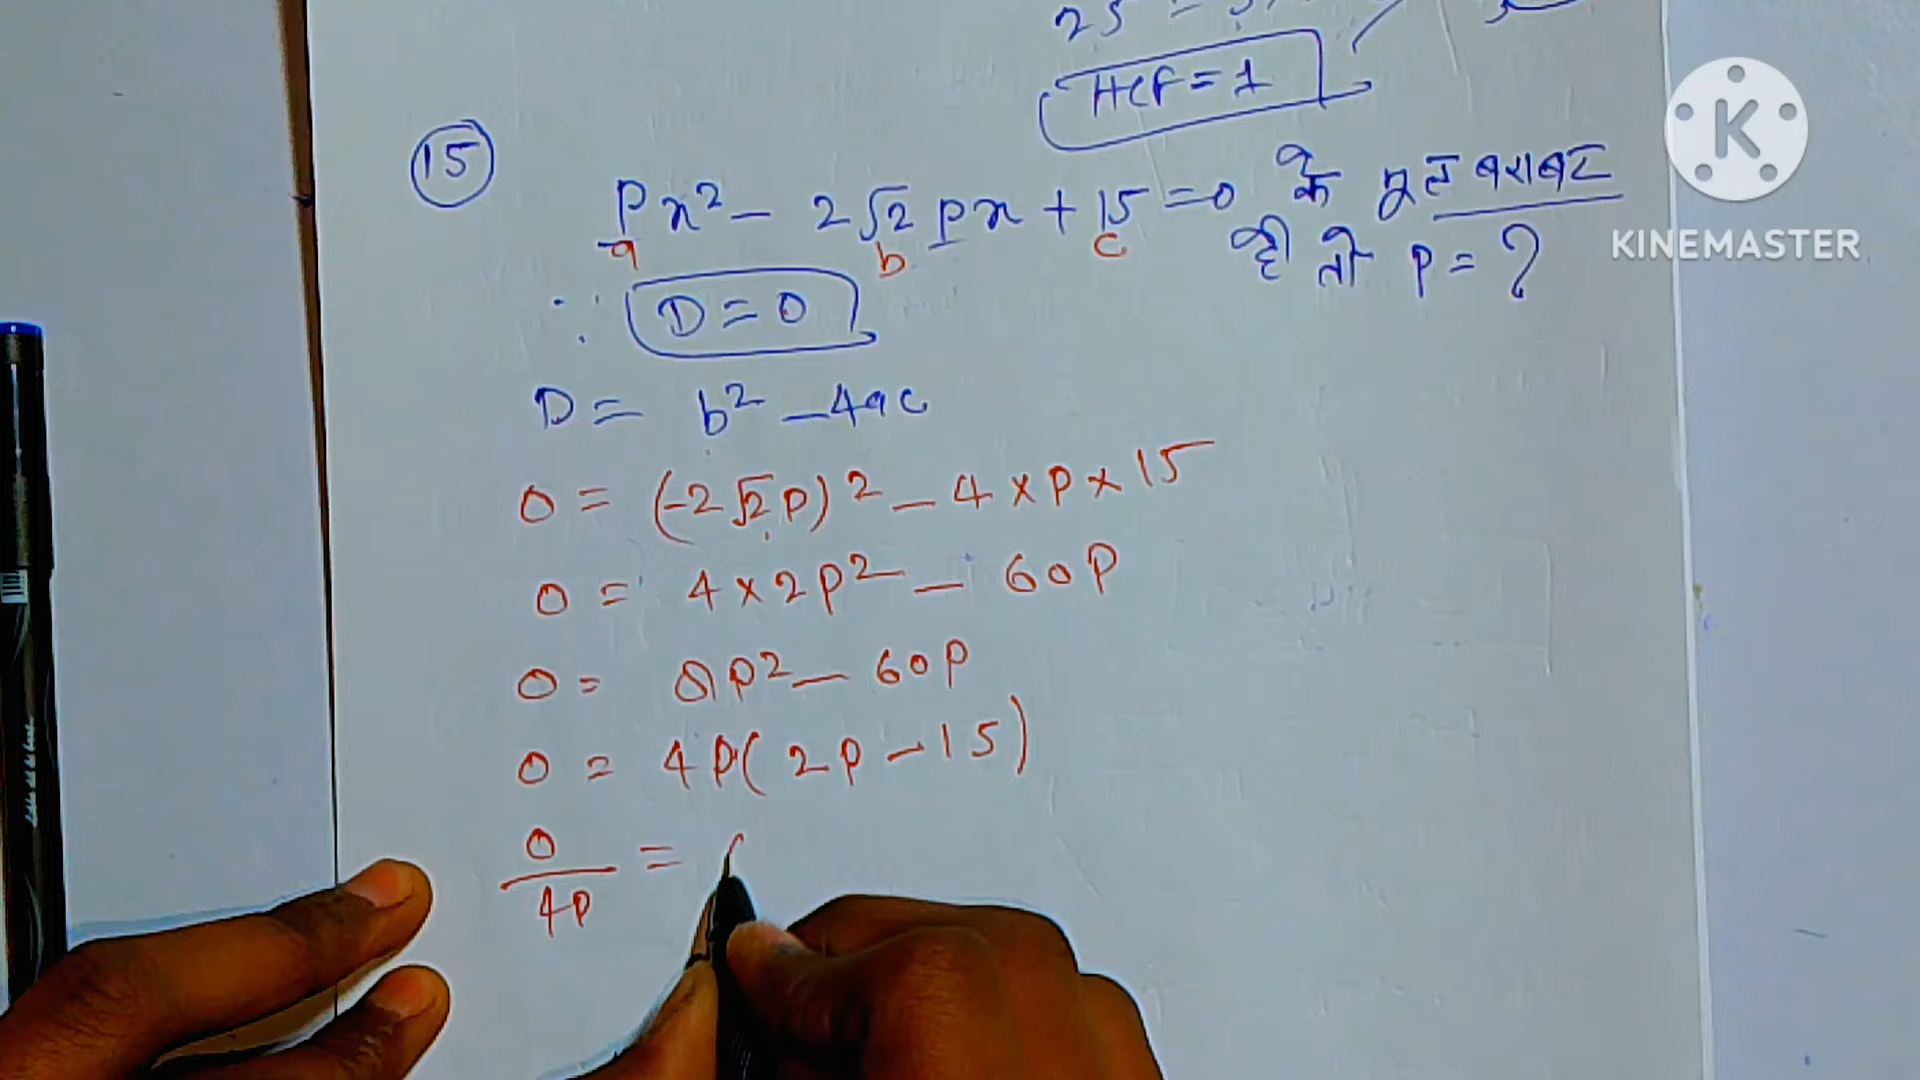 25 =
HCF = 1
15
Px² - 2√2 px + 15 = 0 के मूल बराबर
a b c
हो तो P = ?
∵ D = 0
D = b² - 4ac
0 = (-2√2P)² - 4 × P × 15
0 = 4 × 2P² - 60P
0 = 8P² - 60P
0 = 4P(2P - 15)
0/4P =
K
KINEMASTER